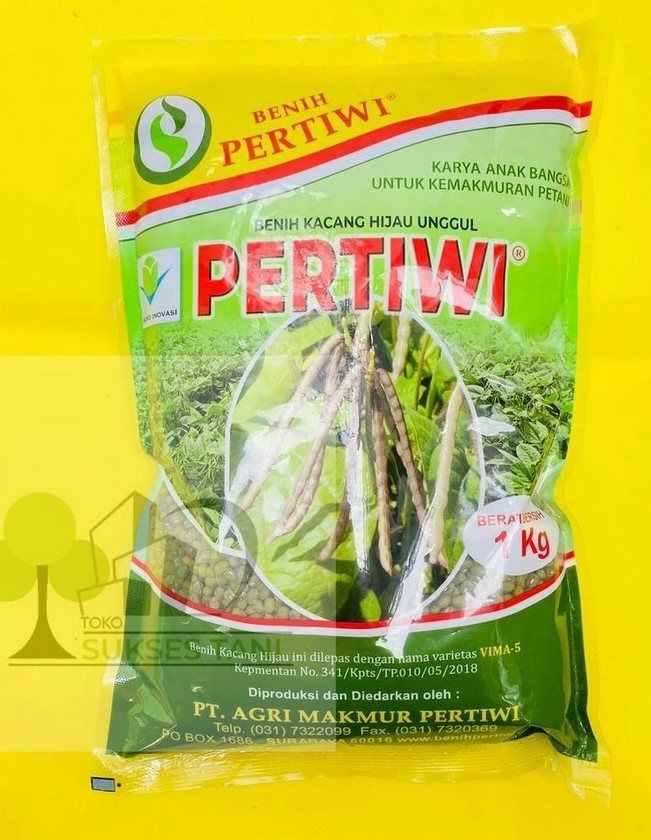 BENIH
PERTIWI®
KARYA ANAK BANGSA
UNTUK KEMAKMURAN PETANI
BENIH KACANG HIJAU UNGGUL
PERTIWI®
INOVASI
BERAT BERSIH
1 Kg
TOKO
SUKSES TANI
Benih Kacang Hijau ini dilepas dengan nama varietas VIMA-5
Kepmentan No. 341/Kpts/TP.010/05/2018
Diproduksi dan Diedarkan oleh :
PT. AGRI MAKMUR PERTIWI
Telp. (031) 7322099 Fax. (031) 7320369
PO BOX 1686 SURABAYA 60016 www.benihperti